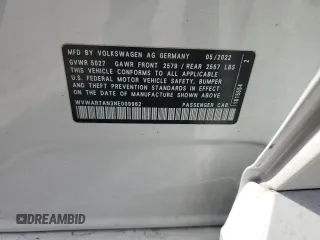 MFD BY VOLKSWAGEN AG GERMANY 05/2022
GVWR 5027 GAWR FRONT 2679 / REAR 2557 LBS
THIS VEHICLE CONFORMS TO ALL APPLICABLE
U.S. FEDERAL MOTOR VEHICLE SAFETY, BUMPER
AND THEFT PREVENTION STANDARDS IN EFFECT
ON THE DATE OF MANUFACTURE SHOWN ABOVE
PASSENGER CAR
2
DREAMBID